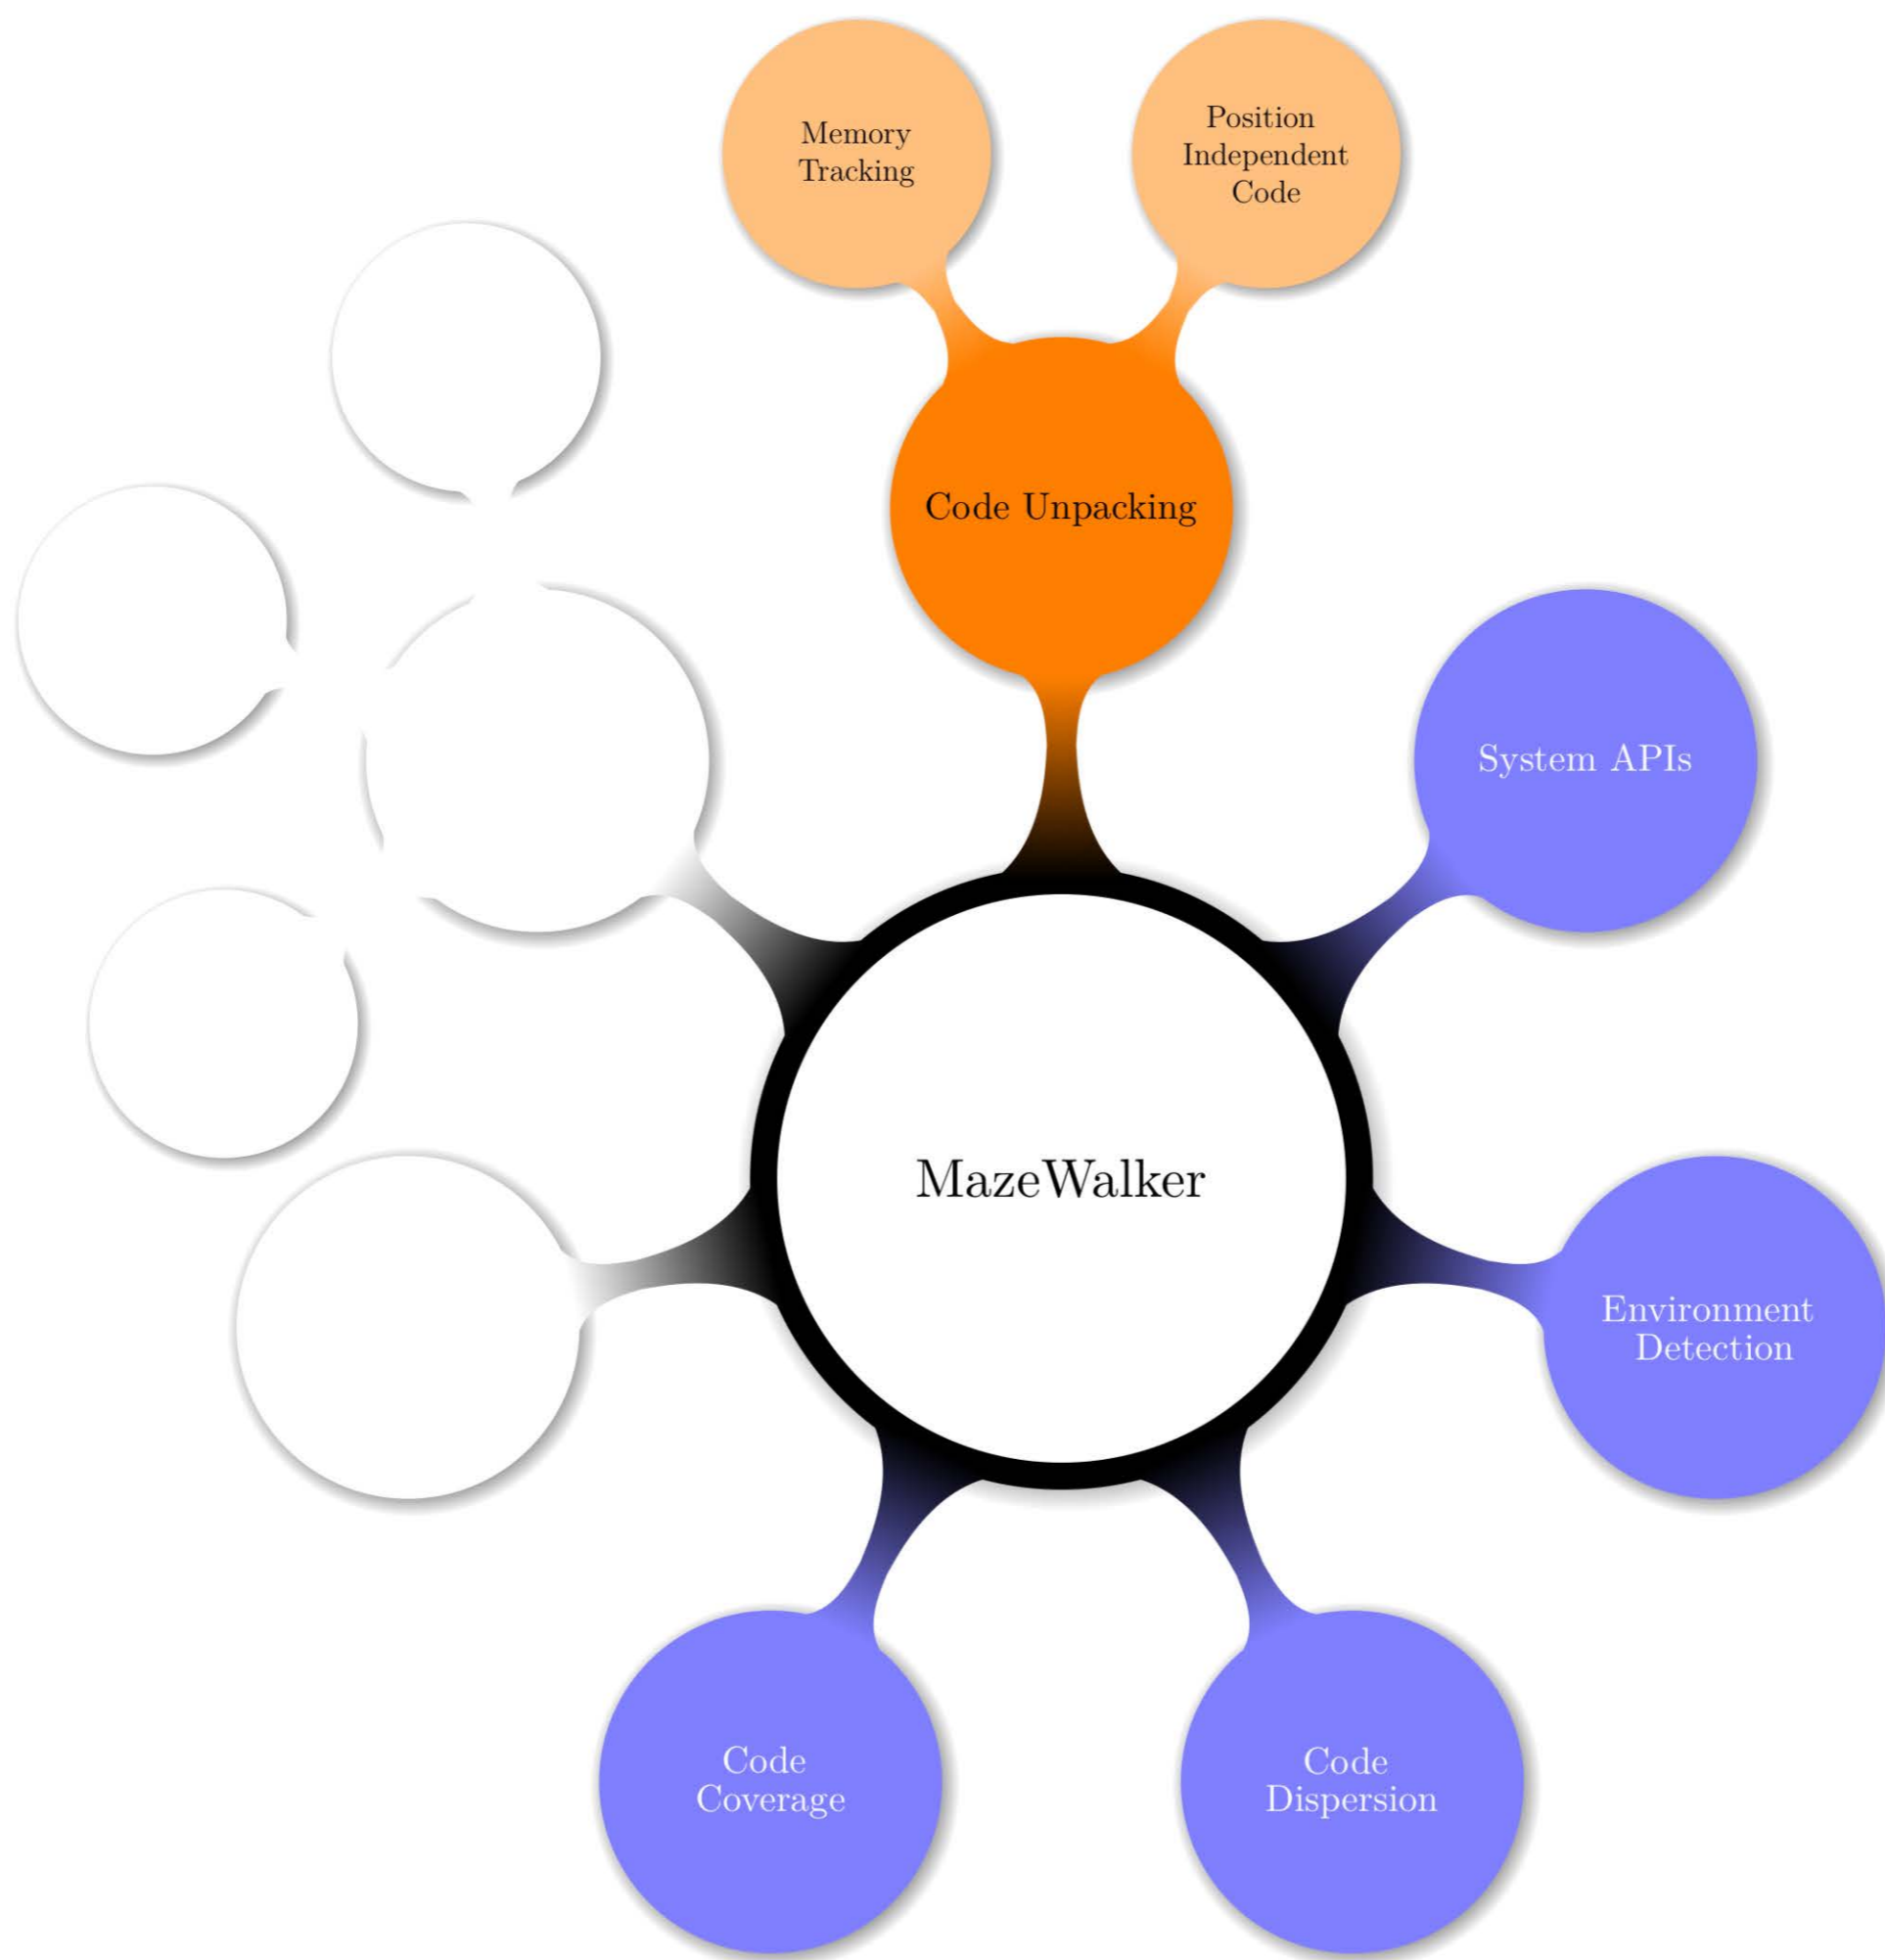 Memory
Tracking
Position
Independent
Code
Code Unpacking
System APIs
MazeWalker
Environment
Detection
Code
Coverage
Code
Dispersion